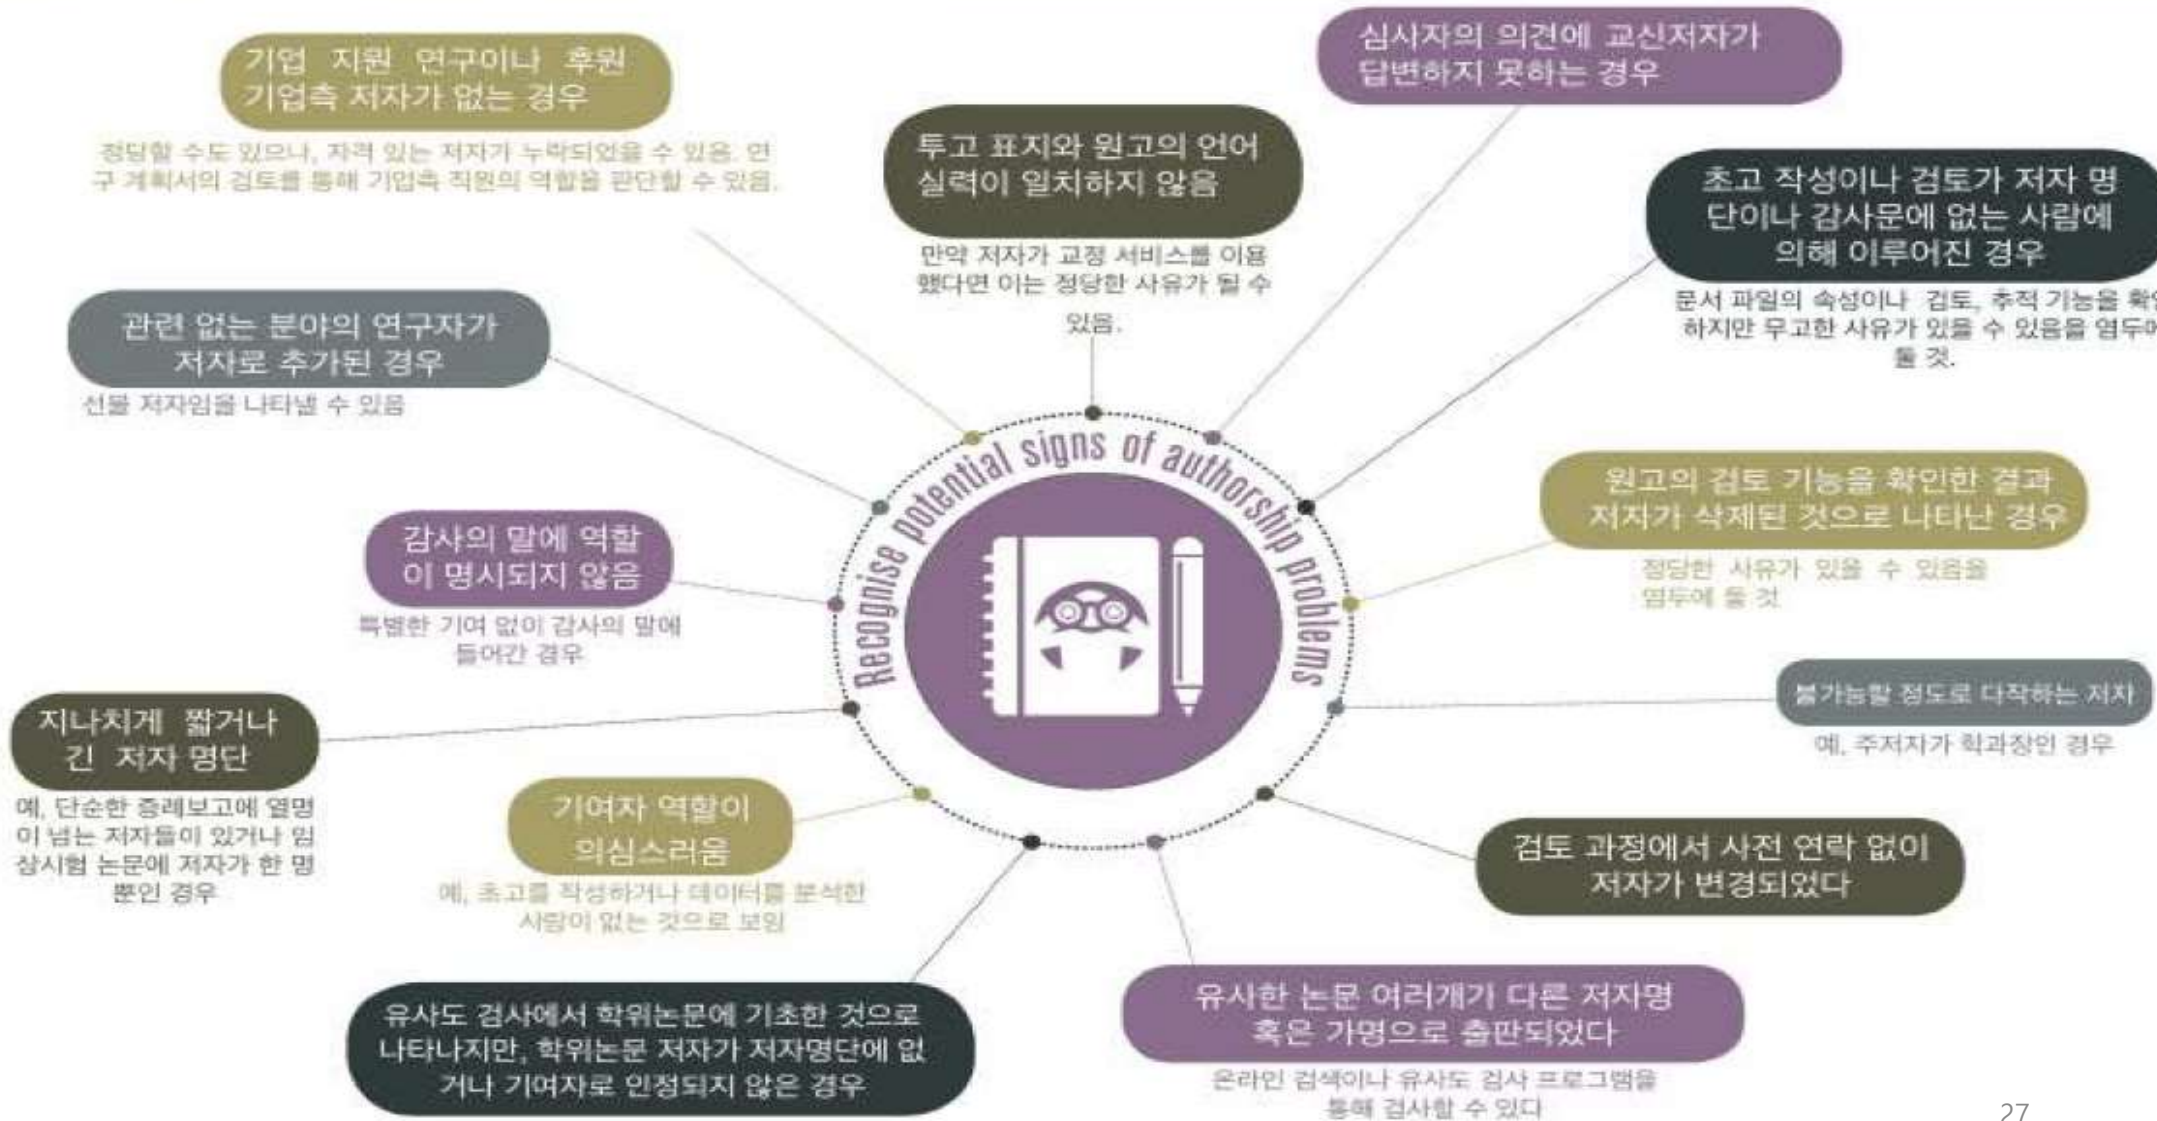 기업 지원 연구이나 후원
기업측 저자가 없는 경우
정당할 수도 있으나, 자격 있는 저자가 누락되었을 수 있음. 연
구 계획서의 검토를 통해 기업측 직원의 역할을 판단할 수 있음.
투고 표지와 원고의 언어
실력이 일치하지 않음
만약 저자가 교정 서비스를 이용
했다면 이는 정당한 사유가 될 수
있음.
심사자의 의견에 교신저자가
답변하지 못하는 경우
초고 작성이나 검토가 저자 명
단이나 감사문에 없는 사람에
의해 이루어진 경우
문서 파일의 속성이나 검토, 추적 기능을
하지만 무고한 사유가 있을 수 있음을
둘 것.
관련 없는 분야의 연구자가
저자로 추가된 경우
선물 저자임을 나타낼 수 있음
원고의 검토 기능을 확인한 결과
저자가 삭제된 것으로 나타난 경우
정당한 사유가 있을 수 있음을
염두에 둘 것
감사의 말에 역할
이 명시되지 않음
특별한 기여 없이 감사의 말에
들어간 경우
Recognise potential signs of authorship problems
불가능할 정도로 다작하는 저자
예, 주저자가 학과장인 경우
지나치게 짧거나
긴 저자 명단
예, 단순한 증례보고에 열명
이 넘는 저자들이 있거나 임
상시험 논문에 저자가 한 명
뿐인 경우
기여자 역할이
의심스러움
예, 초고를 작성하거나 데이터를 분석한
사람이 없는 것으로 보임
검토 과정에서 사전 연락 없이
저자가 변경되었다
유사도 검사에서 학위논문에 기초한 것으로
나타나지만, 학위논문 저자가 저자명단에 없
거나 기여자로 인정되지 않은 경우
유사한 논문 여러개가 다른 저자명
혹은 가명으로 출판되었다
온라인 검색이나 유사도 검사 프로그램을
통해 검사할 수 있다
27